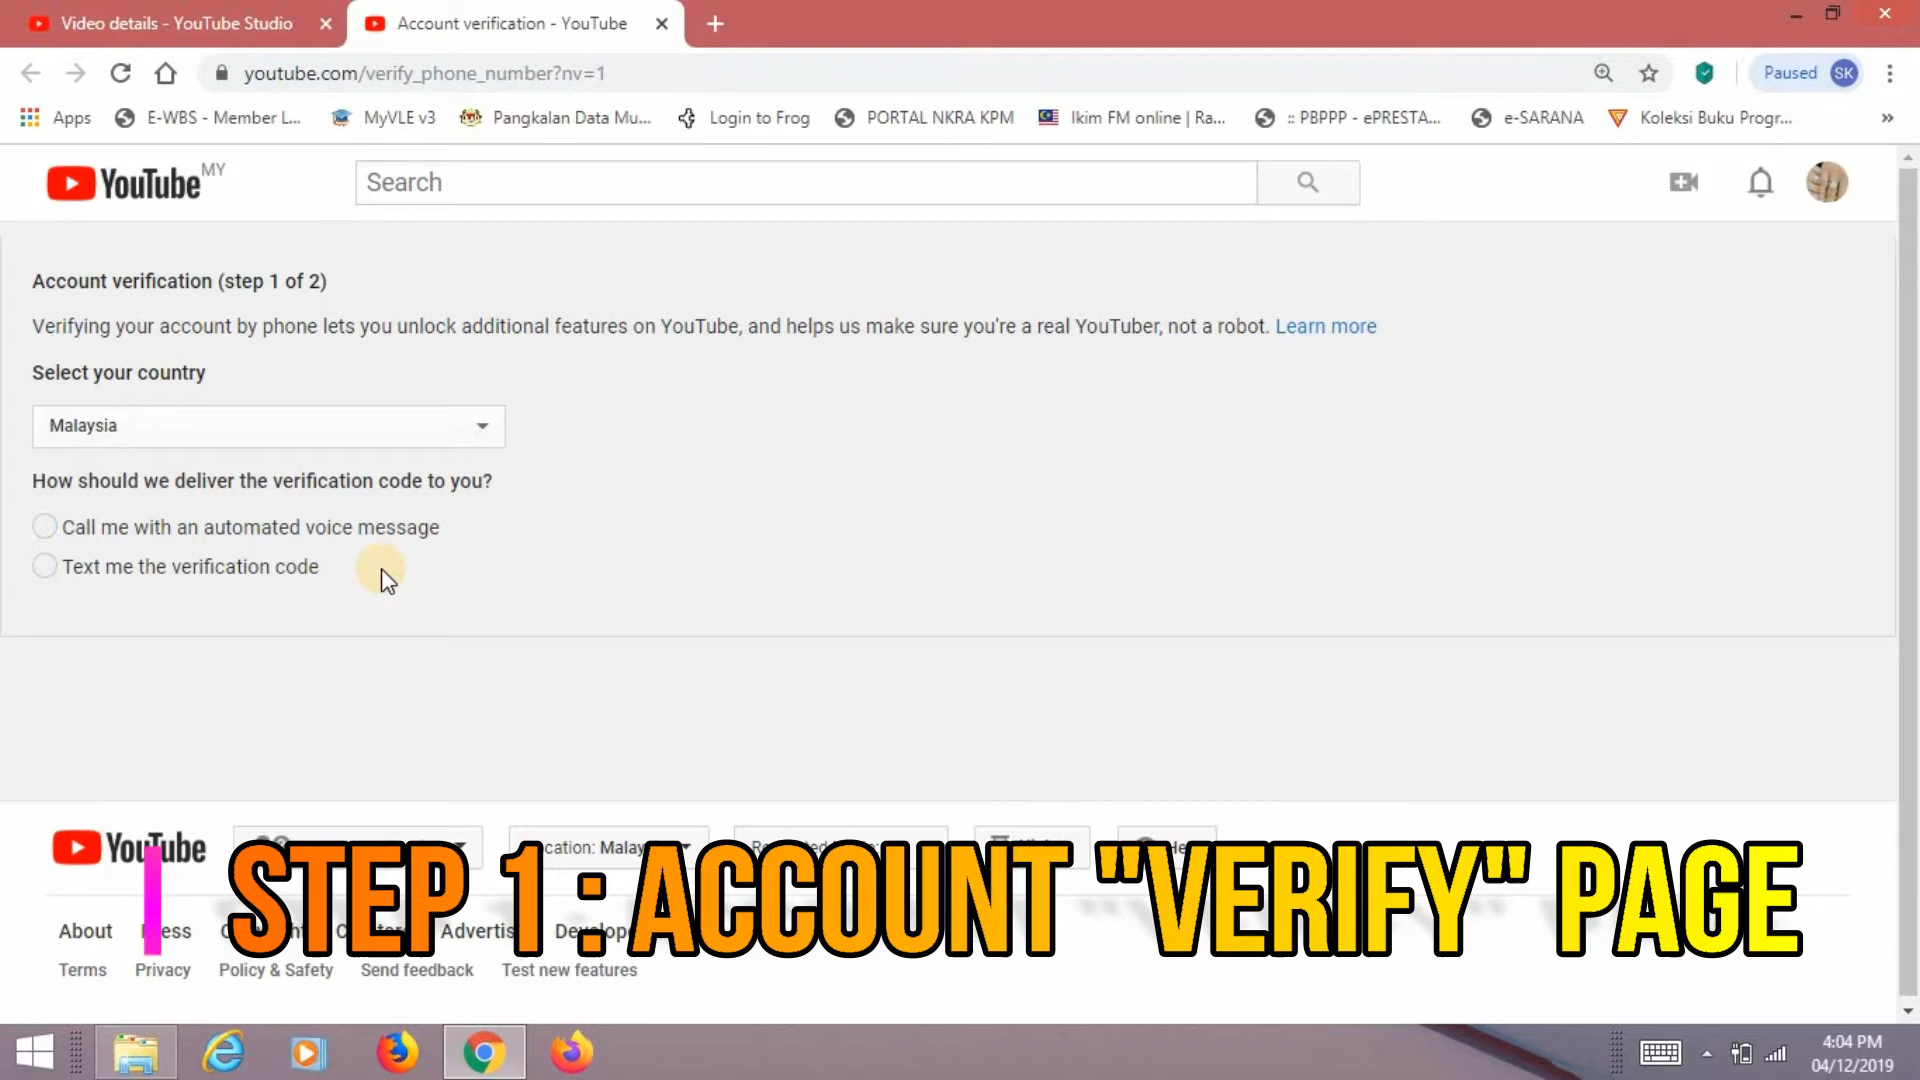 Video details - YouTube Studio
Account verification - YouTube
youtube.com/verify_phone_number?nv=1
Paused SK
Apps
E-WBS - Member L...
MyVLE v3
Pangkalan Data Mu...
Login to Frog
PORTAL NKRA KPM
Ikim FM online | Ra...
:: PBPPP - ePRESTA...
e-SARANA
Koleksi Buku Progr...
»
YouTube MY
Search
Account verification (step 1 of 2)
Verifying your account by phone lets you unlock additional features on YouTube, and helps us make sure you're a real YouTuber, not a robot. Learn more
Select your country
Malaysia
How should we deliver the verification code to you?
Call me with an automated voice message
Text me the verification code
YouTube
STEP 1 : ACCOUNT "VERIFY" PAGE
About
Terms Privacy Policy & Safety Send feedback Test new features
4:04 PM
04/12/2019